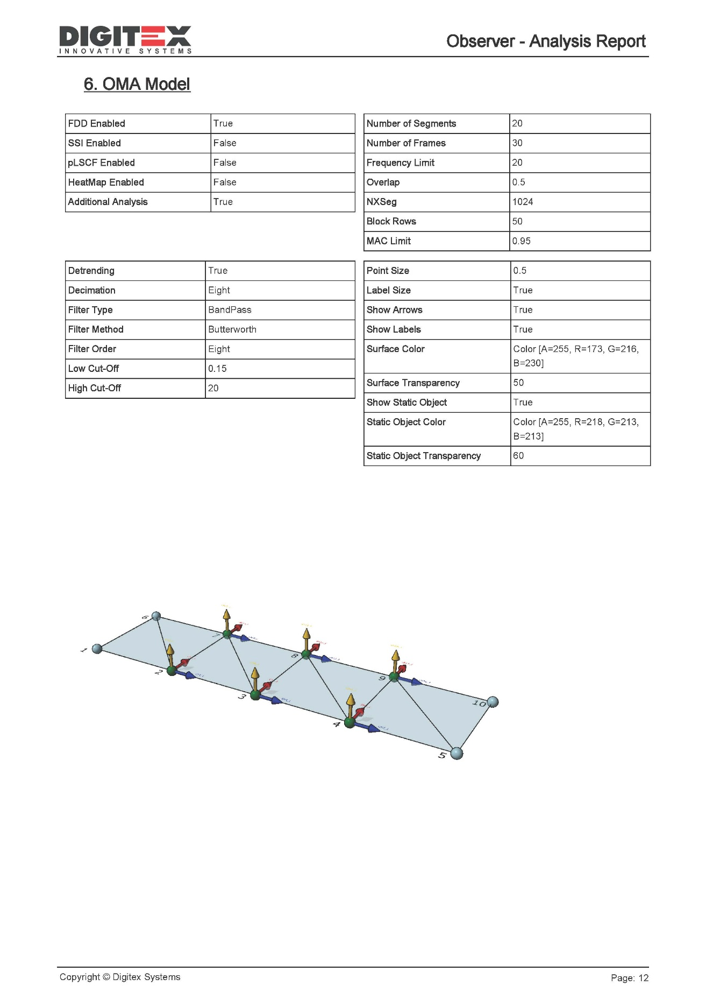 DIGITEX
INNOVATIVE SYSTEMS
Observer - Analysis Report
6. OMA Model
FDD Enabled True
SSI Enabled False
pLSCF Enabled False
HeatMap Enabled False
Additional Analysis True
Number of Segments 20
Number of Frames 30
Frequency Limit 20
Overlap 0.5
NXSeg 1024
Block Rows 50
MAC Limit 0.95
Detrending True
Decimation Eight
Filter Type BandPass
Filter Method Butterworth
Filter Order Eight
Low Cut-Off 0.15
High Cut-Off 20
Point Size 0.5
Label Size True
Show Arrows True
Show Labels True
Surface Color Color [A=255, R=173, G=216,
B=230]
Surface Transparency 50
Show Static Object True
Static Object Color Color [A=255, R=218, G=213,
B=213]
Static Object Transparency 60
6
7
1
8
2
9
3
10
4
5
Copyright © Digitex Systems
Page: 12